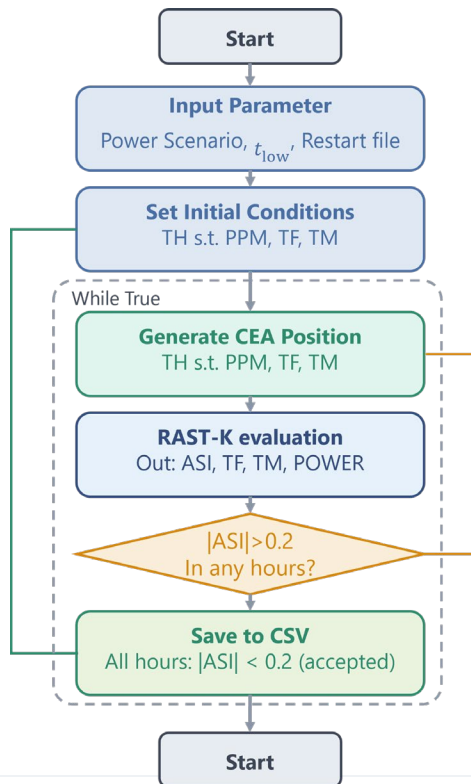 Start
Input Parameter
Power Scenario, t_low, Restart file
Set Initial Conditions
TH s.t. PPM, TF, TM
While True
Generate CEA Position
TH s.t. PPM, TF, TM
RAST-K evaluation
Out: ASI, TF, TM, POWER
|ASI|>0.2
In any hours?
Save to CSV
All hours: |ASI| < 0.2 (accepted)
Start